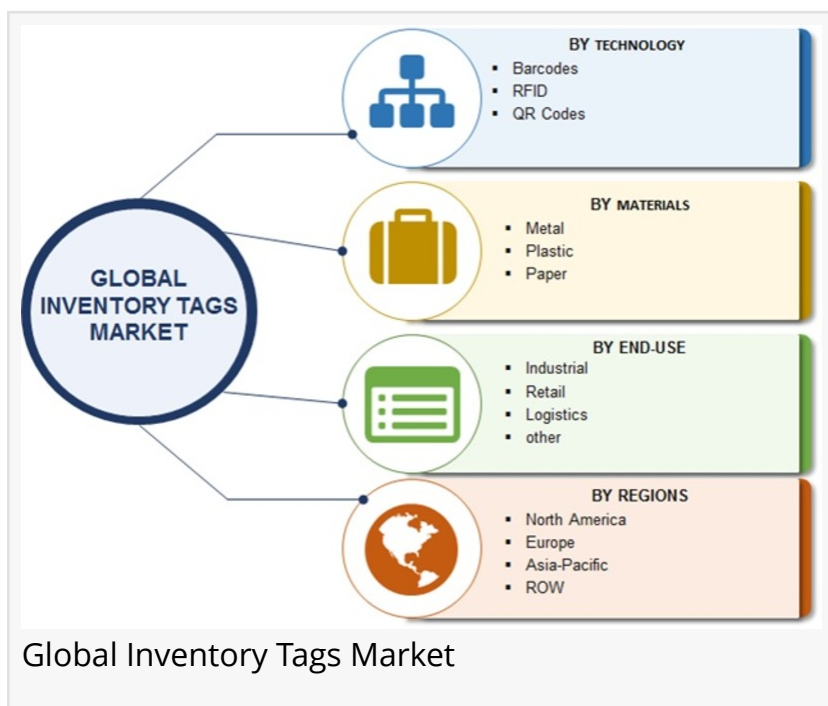 GLOBAL
INVENTORY TAGS
MARKET
BY TECHNOLOGY
▪ Barcodes
▪ RFID
▪ QR Codes
BY MATERIALS
▪ Metal
▪ Plastic
▪ Paper
BY END-USE
▪ Industrial
▪ Retail
▪ Logistics
▪ other
BY REGIONS
▪ North America
▪ Europe
▪ Asia-Pacific
▪ ROW
Global Inventory Tags Market